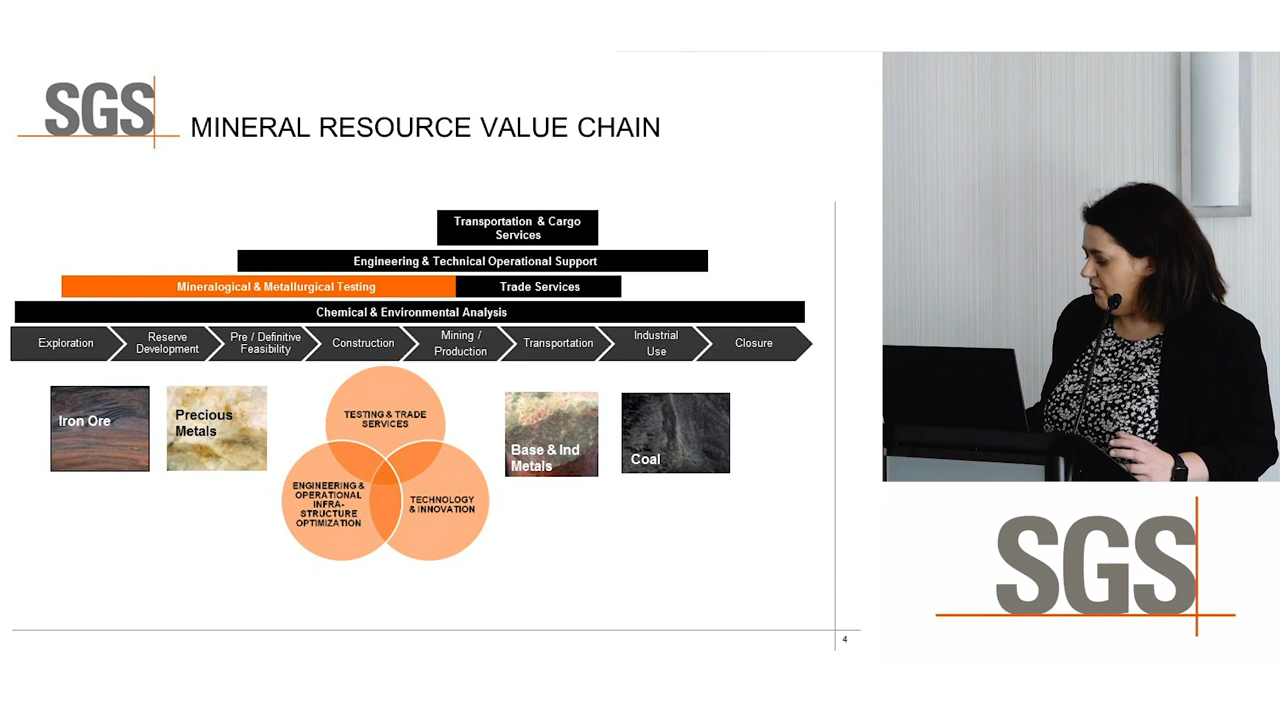 SGS
MINERAL RESOURCE VALUE CHAIN
Transportation & Cargo
Services
Engineering & Technical Operational Support
Mineralogical & Metallurgical Testing
Trade Services
Chemical & Environmental Analysis
Exploration
Reserve
Development
Pre / Definitive
Feasibility
Construction
Mining /
Production
Transportation
Industrial
Use
Closure
Iron Ore
Precious
Metals
TESTING & TRADE
SERVICES
ENGINEERING &
OPERATIONAL
INFRA-
STRUCTURE
OPTIMIZATION
TECHNOLOGY
& INNOVATION
Base & Ind
Metals
Coal
4
SGS